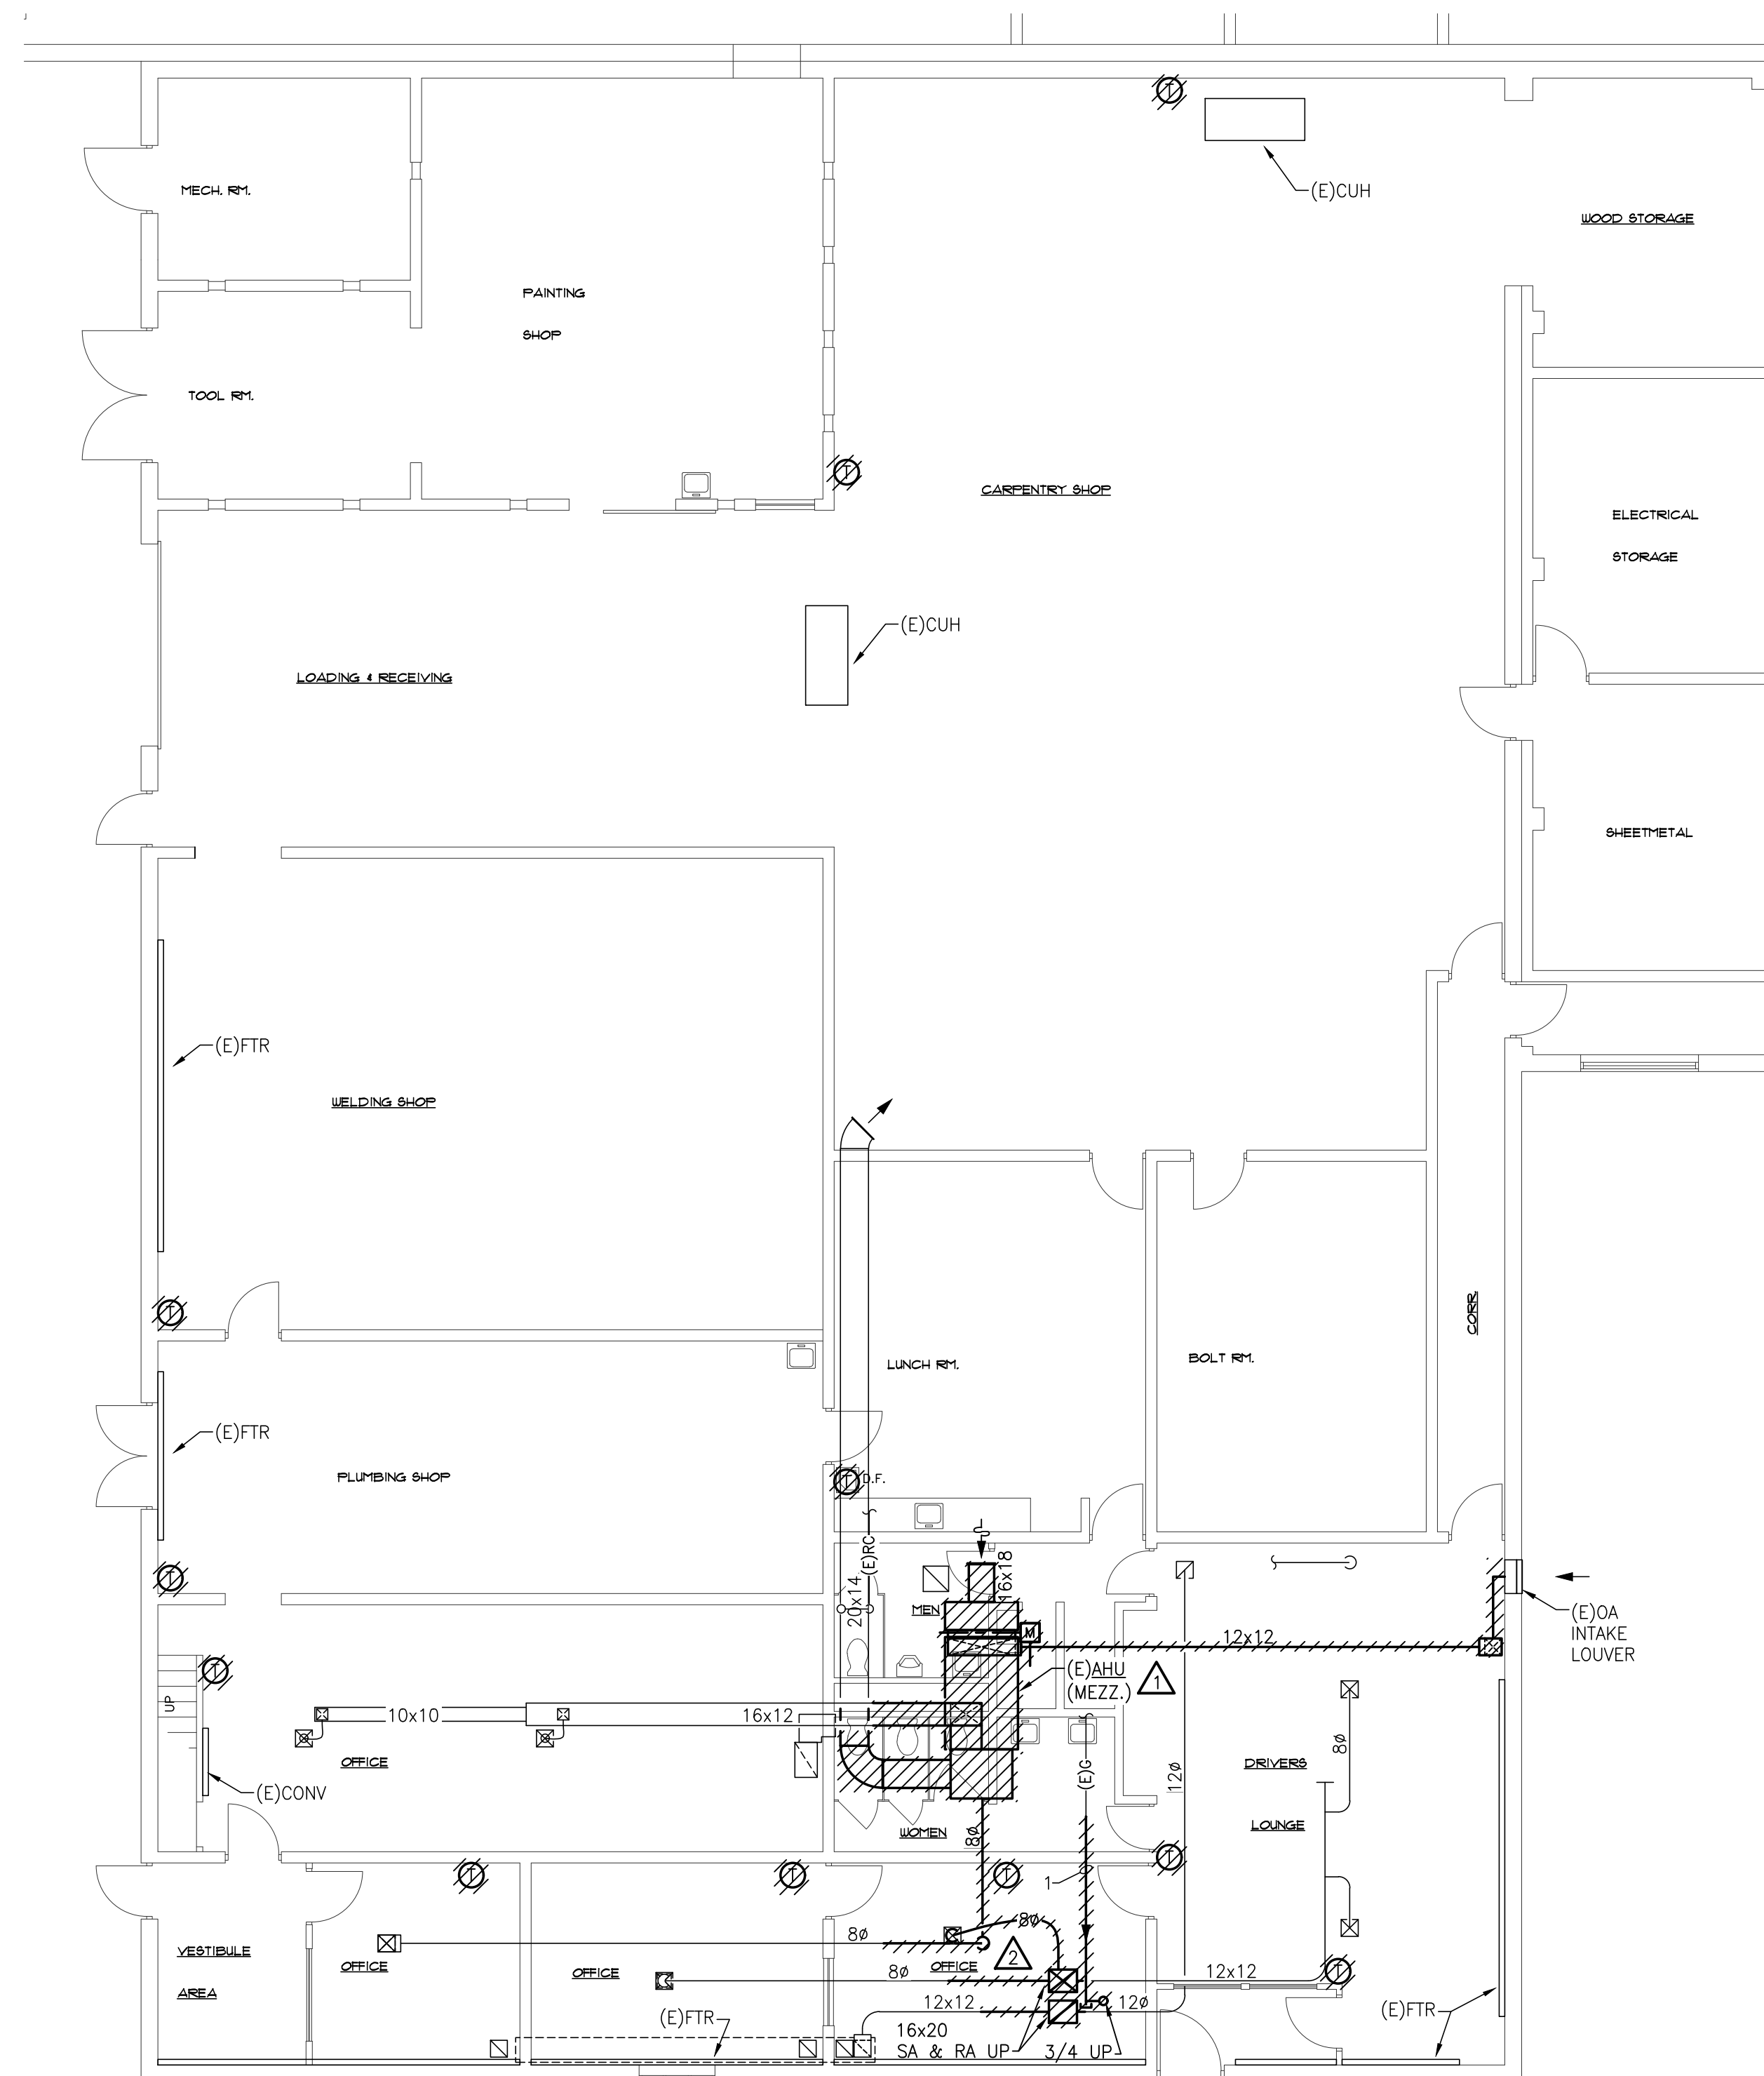 MECH. RM.
(E)CUH
WOOD STORAGE
PAINTING
SHOP
TOOL RM.
CARPENTRY SHOP
ELECTRICAL
STORAGE
(E)CUH
LOADING & RECEIVING
SHEETMETAL
(E)FTR
WELDING SHOP
CORR.
LUNCH RM.
BOLT RM.
(E)FTR
PLUMBING SHOP
D.F.
(E)RC
20x14
16x18
MEN
M
12x12
(E)OA
INTAKE
LOUVER
(E)AHU
(MEZZ.)
1
UP
10x10
16x12
OFFICE
(E)CONV
(E)G
12ø
8ø
DRIVERS
LOUNGE
WOMEN
8ø
1
8ø
8ø
VESTIBULE
AREA
OFFICE
OFFICE
8ø
OFFICE
2
12x12
12x12
12ø
(E)FTR
16x20
SA & RA UP
3/4 UP
(E)FTR
T
T
T
T
T
T
T
T
T
T
T